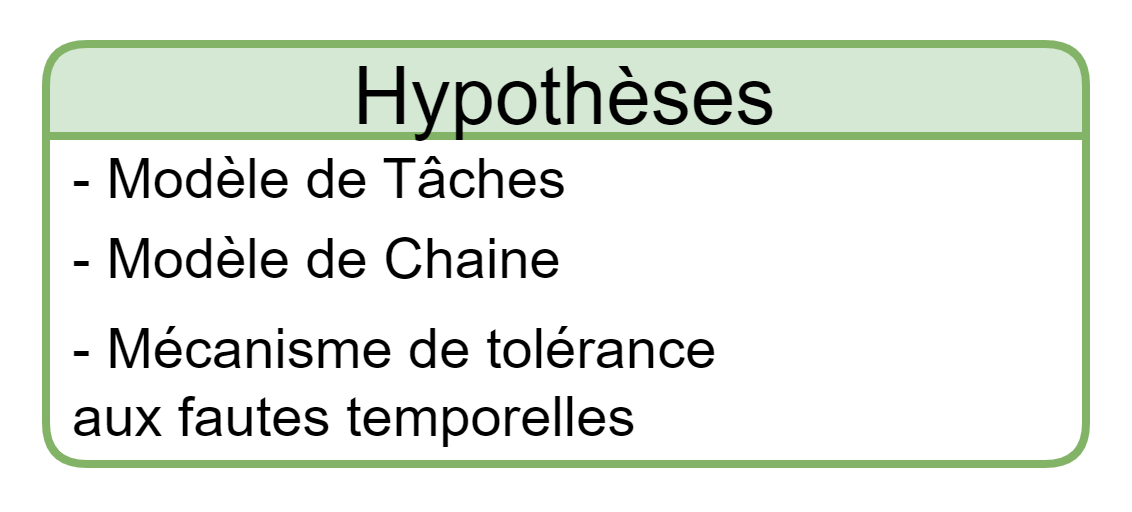 Hypothèses
- Modèle de Tâches
- Modèle de Chaine
- Mécanisme de tolérance
aux fautes temporelles